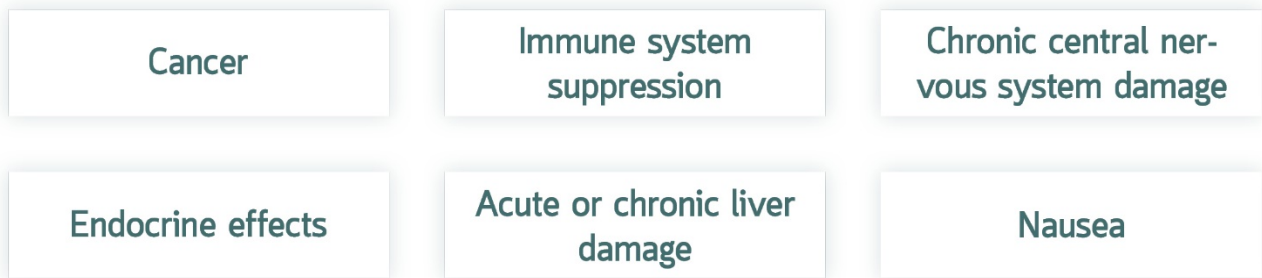 Cancer
Immune system
suppression
Chronic central ner-
vous system damage
Endocrine effects
Acute or chronic liver
damage
Nausea